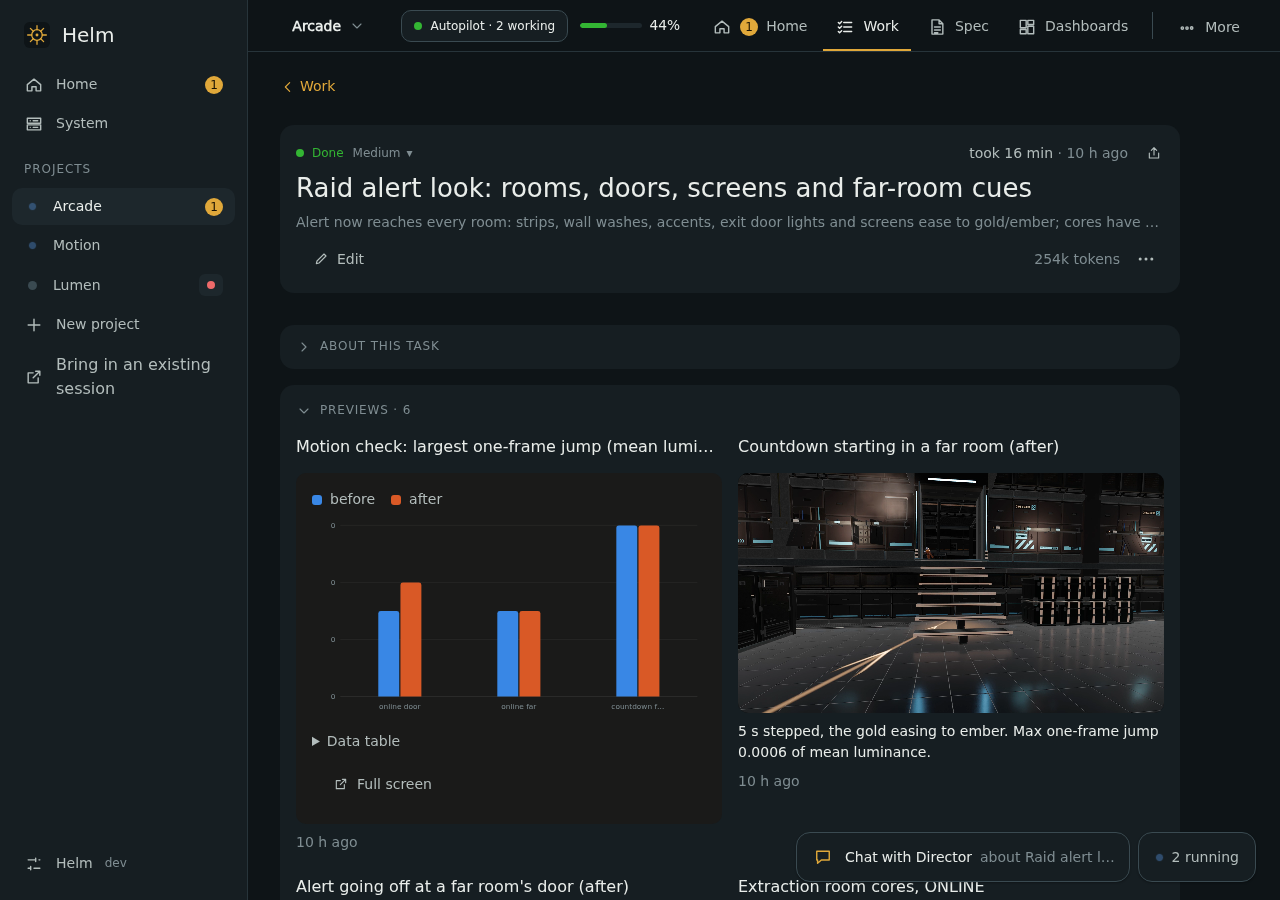 Helm
Home 1
System
PROJECTS
Arcade 1
Motion
Lumen
New project
Bring in an existing
session
Helm dev
Arcade
Autopilot · 2 working
44%
1 Home
Work
Spec
Dashboards
More
Work
Done Medium ▾
took 16 min · 10 h ago
Raid alert look: rooms, doors, screens and far-room cues
Alert now reaches every room: strips, wall washes, accents, exit door lights and screens ease to gold/ember; cores have …
Edit
254k tokens
ABOUT THIS TASK
PREVIEWS · 6
Motion check: largest one-frame jump (mean lumi…
before after
0
0
0
0
online door online far countdown f…
Data table
Full screen
10 h ago
Countdown starting in a far room (after)
5 s stepped, the gold easing to ember. Max one-frame jump
0.0006 of mean luminance.
10 h ago
Alert going off at a far room's door (after)
Extraction room cores, ONLINE
Chat with Director about Raid alert l…
2 running